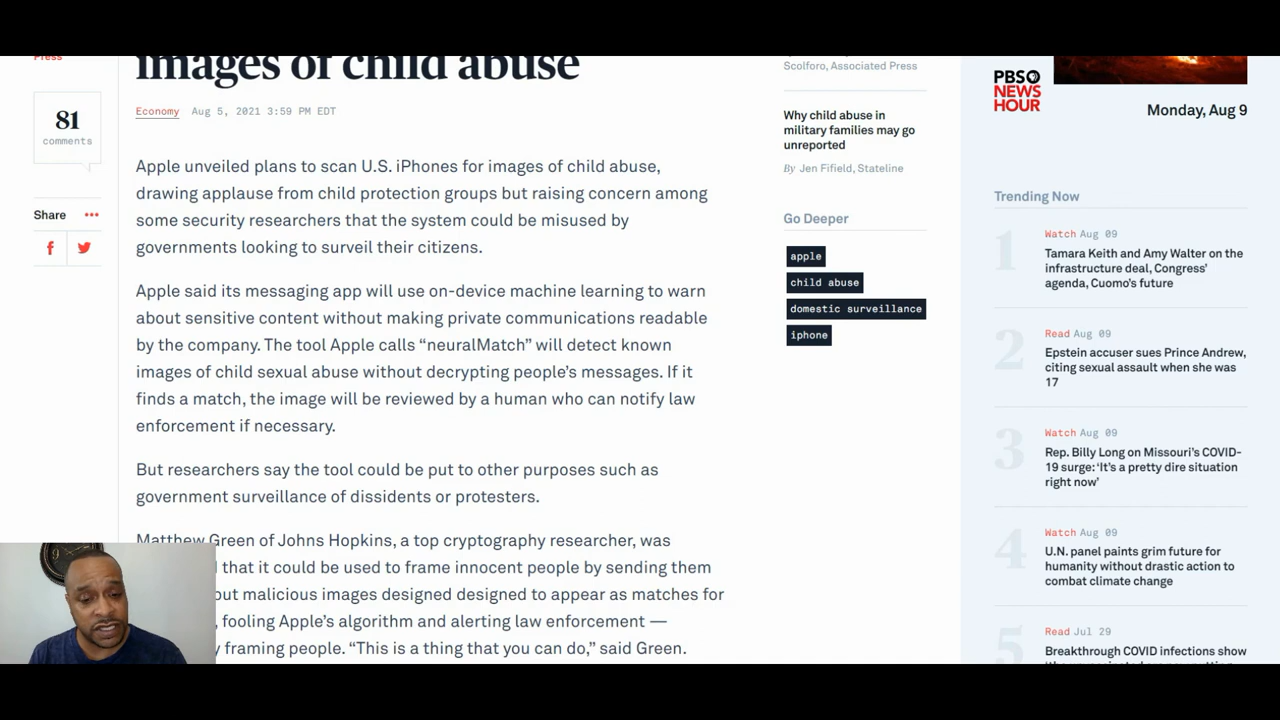 images of child abuse
Press
81
comments
Economy Aug 5, 2021 3:59 PM EDT
Share
Apple unveiled plans to scan U.S. iPhones for images of child abuse,
drawing applause from child protection groups but raising concern among
some security researchers that the system could be misused by
governments looking to surveil their citizens.
Apple said its messaging app will use on-device machine learning to warn
about sensitive content without making private communications readable
by the company. The tool Apple calls “neuralMatch” will detect known
images of child sexual abuse without decrypting people’s messages. If it
finds a match, the image will be reviewed by a human who can notify law
enforcement if necessary.
But researchers say the tool could be put to other purposes such as
government surveillance of dissidents or protesters.
Matthew Green of Johns Hopkins, a top cryptography researcher, was
that it could be used to frame innocent people by sending them
malicious images designed designed to appear as matches for
fooling Apple’s algorithm and alerting law enforcement —
framing people. “This is a thing that you can do,” said Green.
Scolforo, Associated Press
Why child abuse in
military families may go
unreported
By Jen Fifield, Stateline
Go Deeper
apple
child abuse
domestic surveillance
iphone
PBS
NEWS
HOUR
Monday, Aug 9
Trending Now
1
Watch Aug 09
Tamara Keith and Amy Walter on the
infrastructure deal, Congress’
agenda, Cuomo’s future
2
Read Aug 09
Epstein accuser sues Prince Andrew,
citing sexual assault when she was
17
3
Watch Aug 09
Rep. Billy Long on Missouri’s COVID-
19 surge: ‘It’s a pretty dire situation
right now’
4
Watch Aug 09
U.N. panel paints grim future for
humanity without drastic action to
combat climate change
5
Read Jul 29
Breakthrough COVID infections show